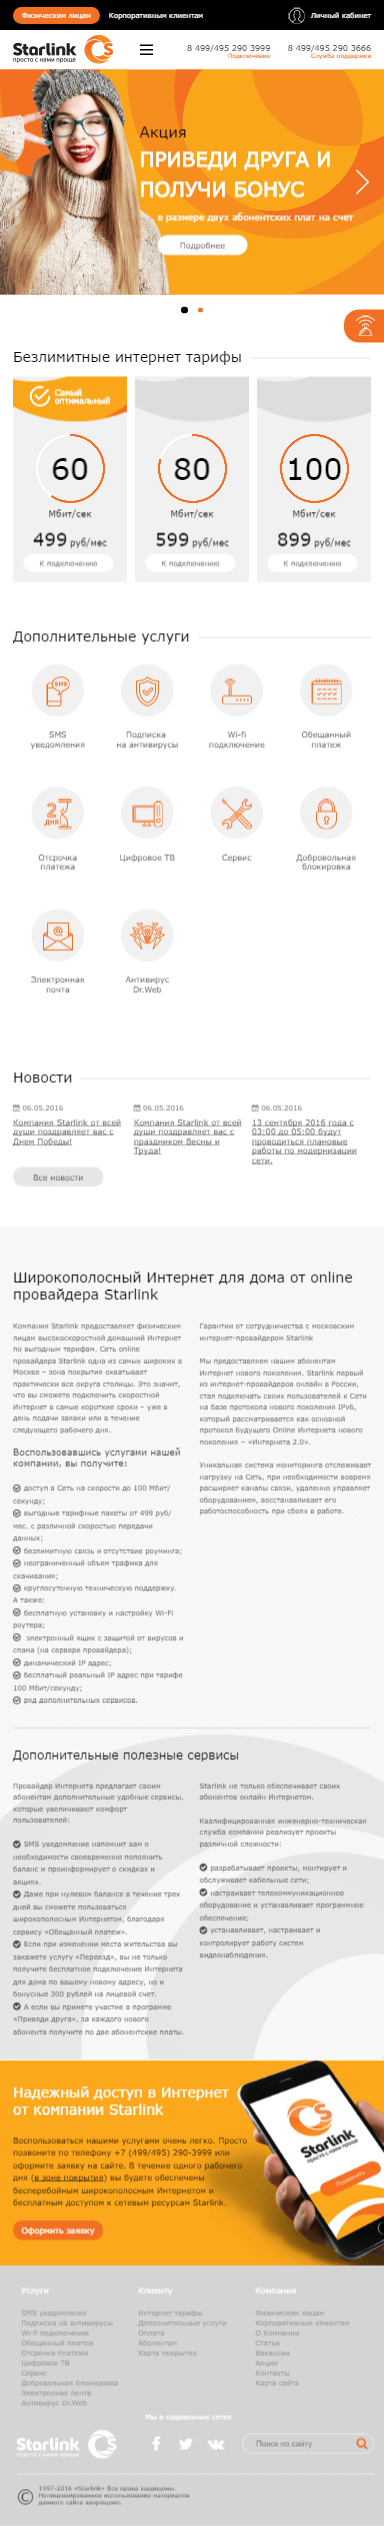 Физическим лицам
Корпоративным клиентам
Личный кабинет
Starlink
просто с нами проще
8 499/495 290 3999
Подключение
8 499/495 290 3666
Служба поддержки
Акция
ПРИВЕДИ ДРУГА И
ПОЛУЧИ БОНУС
в размере двух абонентских плат на счет
Подробнее
Безлимитные интернет тарифы
Самый
оптимальный
60
Мбит/сек
499 руб/мес
К подключению
80
Мбит/сек
599 руб/мес
К подключению
100
Мбит/сек
899 руб/мес
К подключению
Дополнительные услуги
SMS
SMS
уведомления
Подписка
на антивирусы
Wi-fi
подключение
Обещанный
платеж
2
ДНЯ
Отсрочка
платежа
Цифровое ТВ
Сервис
Добровольная
блокировка
@
Электронная
почта
Антивирус
Dr.Web
Новости
06.05.2016
Компания Starlink от всей
души поздравляет вас с
Днем Победы!
06.05.2016
Компания Starlink от всей
души поздравляет вас с
праздником Весны и
Труда!
06.05.2016
13 сентября 2016 года с
03:00 до 05:00 будут
проводиться плановые
работы по модернизации
сети.
Все новости
Широкополосный Интернет для дома от online
провайдера Starlink
Компания Starlink предоставляет физическим
лицам высокоскоростной домашний Интернет
по выгодным тарифам. Сеть online
провайдера Starlink одна из самых широких в
Москве – зона покрытия охватывает
практически все округа столицы. Это значит,
что вы сможете подключить скоростной
Интернет в самые короткие сроки – уже в
день подачи заявки или в течение
следующего рабочего дня.
Воспользовавшись услугами нашей
компании, вы получите:
доступ в Сеть на скорости до 100 Мбит/
секунду;
выгодные тарифные пакеты от 499 руб/
мес. с различной скоростью передачи
данных;
безлимитную связь и отсутствие роуминга;
неограниченный объем трафика для
скачивания;
круглосуточную техническую поддержку.
А также:
бесплатную установку и настройку Wi-Fi
роутера;
электронный ящик с защитой от вирусов и
спама (на сервере провайдера);
динамический IP адрес;
бесплатный реальный IP адрес при тарифе
100 Мбит/секунду;
ряд дополнительных сервисов.
Гарантии от сотрудничества с московским
интернет-провайдером Starlink
Мы предоставляем нашим абонентам
Интернет нового поколения. Starlink первый
из интернет-провайдеров онлайн в России,
стал подключать своих пользователей к Сети
на базе протокола нового поколения IPv6,
который рассматривается как основной
протокол будущего Online Интернета нового
поколения – «Интернета 2.0».
Уникальная система мониторинга отслеживает
нагрузку на Сеть, при необходимости вовремя
расширяет каналы связи, удаленно управляет
оборудованием, восстанавливает его
работоспособность при сбоях в работе.
Дополнительные полезные сервисы
Провайдер Интернета предлагает своим
абонентам дополнительные удобные сервисы,
которые увеличивают комфорт
пользователей:
SMS уведомление напомнит вам о
необходимости своевременно пополнить
баланс и проинформирует о скидках и
акциях.
Даже при нулевом балансе в течение трех
дней вы сможете пользоваться
широкополосным Интернетом, благодаря
сервису «Обещанный платеж».
Если при изменении места жительства вы
закажете услугу «Переезд», вы не только
получите бесплатное подключение Интернета
для дома по вашему новому адресу, но и
бонусные 300 рублей на лицевой счет.
А если вы примете участие в программе
«Приведи друга», за каждого нового
абонента получите по две абонентские платы.
Starlink не только обеспечивает своих
абонентов онлайн Интернетом.
Квалифицированная инженерно-техническая
служба компании реализует проекты
различной сложности:
разрабатывает проекты, монтирует и
обслуживает кабельные сети;
настраивает телекоммуникационное
оборудование и устанавливает программное
обеспечение;
устанавливает, настраивает и
контролирует работу систем
видеонаблюдения.
Надежный доступ в Интернет
от компании Starlink
Воспользоваться нашими услугами очень легко. Просто
позвоните по телефону +7 (499/495) 290-3999 или
оформите заявку на сайте. В течение одного рабочего
дня (в зоне покрытия) вы будете обеспечены
бесперебойным широкополосным Интернетом и
бесплатным доступом к сетевым ресурсам Starlink.
Оформить заявку
Starlink
просто с нами проще
Позвонить
Услуги
SMS уведомления
Подписка на антивирусы
Wi-fi подключение
Обещанный платеж
Отсрочка платежа
Цифровое ТВ
Сервис
Добровольная блокировка
Электронная почта
Антивирус Dr.Web
Клиенту
Интернет тарифы
Дополнительные услуги
Оплата
Абонентам
Карта покрытия
Компания
Физическим лицам
Корпоративным клиентам
О Компании
Статьи
Вакансии
Акции
Контакты
Карта сайта
Мы в социальных сетях
Starlink
просто с нами проще
Поиск по сайту
© 1997-2016 «Starlink» Все права защищены.
Нелицензированное использование материалов
данного сайта запрещено.